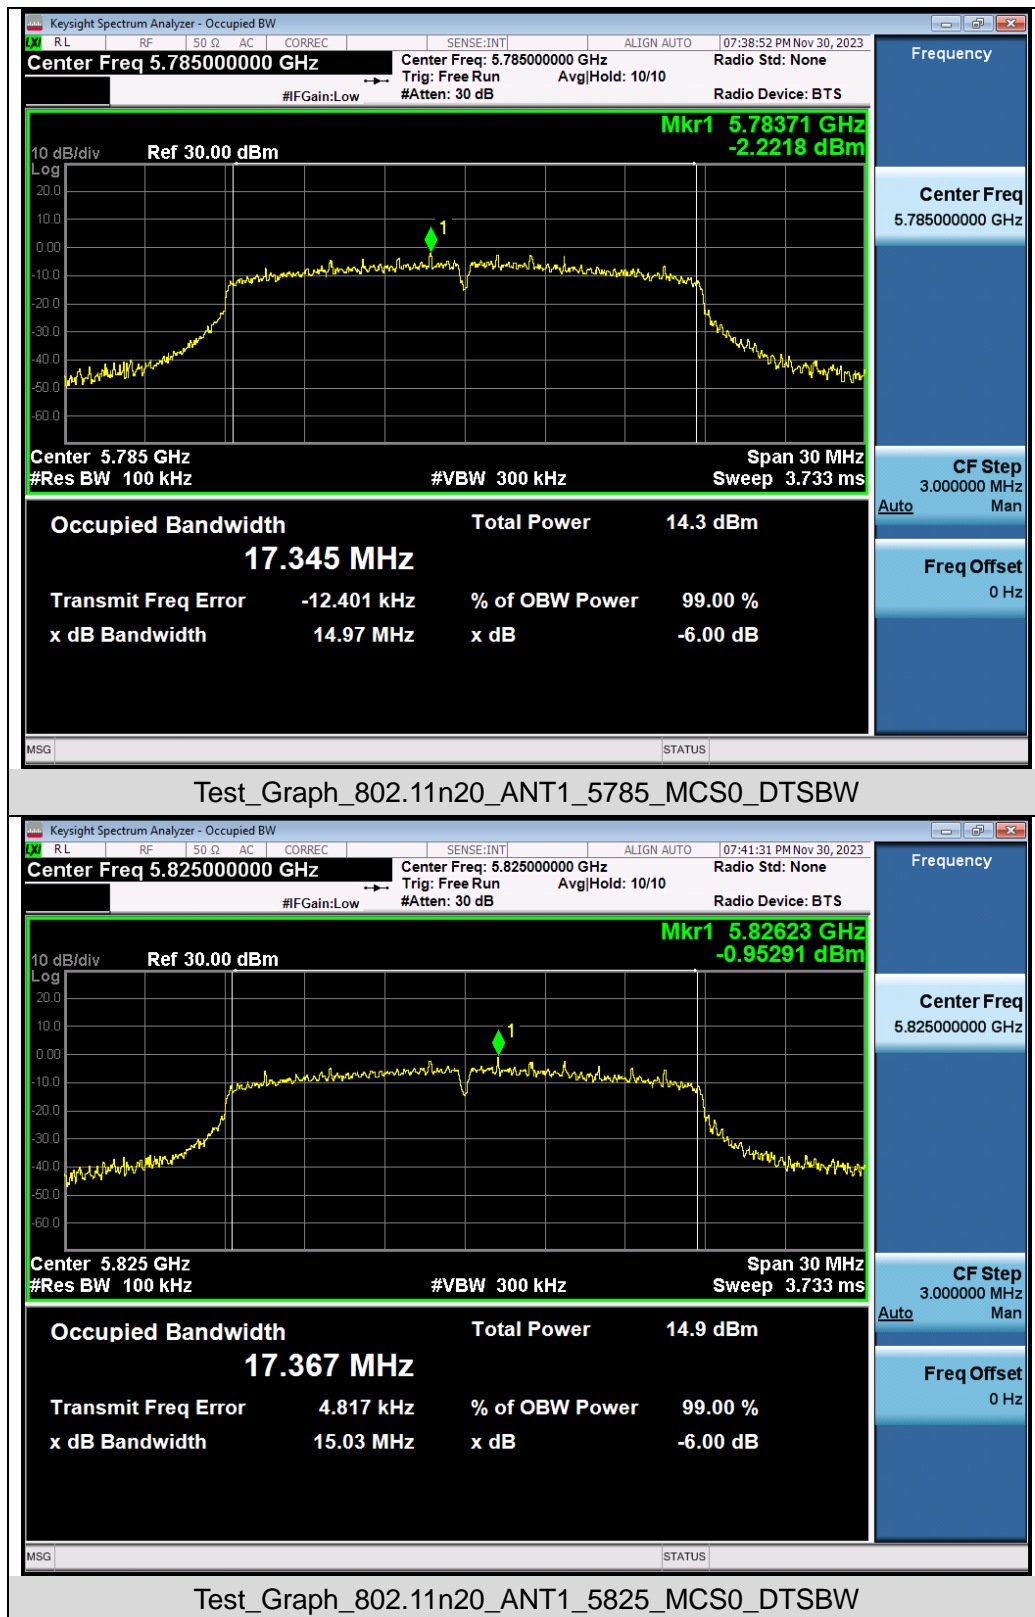 Keysight Spectrum Analyzer - Occupied BW
LXI RL RF 50 Ω AC CORREC SENSE:INT ALIGN AUTO 07:38:52 PM Nov 30, 2023
Center Freq 5.785000000 GHz
Center Freq: 5.785000000 GHz Radio Std: None
Trig: Free Run Avg|Hold: 10/10
#IFGain:Low #Atten: 30 dB Radio Device: BTS
Mkr1 5.78371 GHz
-2.2218 dBm
10 dB/div Ref 30.00 dBm
Log
20.0
10.0
0.00
-10.0
-20.0
-30.0
-40.0
-50.0
-60.0
1
Center 5.785 GHz Span 30 MHz
#Res BW 100 kHz #VBW 300 kHz Sweep 3.733 ms
Occupied Bandwidth Total Power 14.3 dBm
17.345 MHz
Transmit Freq Error -12.401 kHz % of OBW Power 99.00 %
x dB Bandwidth 14.97 MHz x dB -6.00 dB
MSG STATUS
Frequency
Center Freq
5.785000000 GHz
CF Step
3.000000 MHz
Auto Man
Freq Offset
0 Hz
Test_Graph_802.11n20_ANT1_5785_MCS0_DTSBW
Keysight Spectrum Analyzer - Occupied BW
LXI RL RF 50 Ω AC CORREC SENSE:INT ALIGN AUTO 07:41:31 PM Nov 30, 2023
Center Freq 5.825000000 GHz
Center Freq: 5.825000000 GHz Radio Std: None
Trig: Free Run Avg|Hold: 10/10
#IFGain:Low #Atten: 30 dB Radio Device: BTS
Mkr1 5.82623 GHz
-0.95291 dBm
10 dB/div Ref 30.00 dBm
Log
20.0
10.0
0.00
-10.0
-20.0
-30.0
-40.0
-50.0
-60.0
1
Center 5.825 GHz Span 30 MHz
#Res BW 100 kHz #VBW 300 kHz Sweep 3.733 ms
Occupied Bandwidth Total Power 14.9 dBm
17.367 MHz
Transmit Freq Error 4.817 kHz % of OBW Power 99.00 %
x dB Bandwidth 15.03 MHz x dB -6.00 dB
MSG STATUS
Frequency
Center Freq
5.825000000 GHz
CF Step
3.000000 MHz
Auto Man
Freq Offset
0 Hz
Test_Graph_802.11n20_ANT1_5825_MCS0_DTSBW